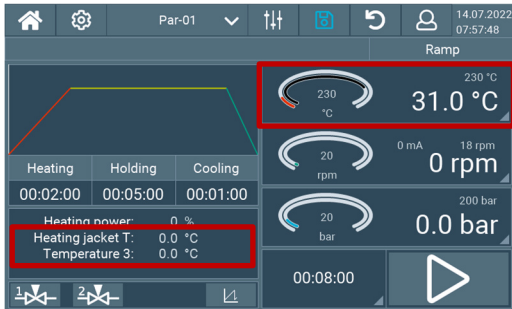 Par-01
14.07.2022
07:57:48
Ramp
230 °C
230
°C
31.0 °C
0 mA
18 rpm
20
rpm
0 rpm
Heating Holding Cooling
00:02:00 00:05:00 00:01:00
200 bar
20
bar
0.0 bar
Heating power: 0 %
Heating jacket T: 0.0 °C
Temperature 3: 0.0 °C
00:08:00
1 2